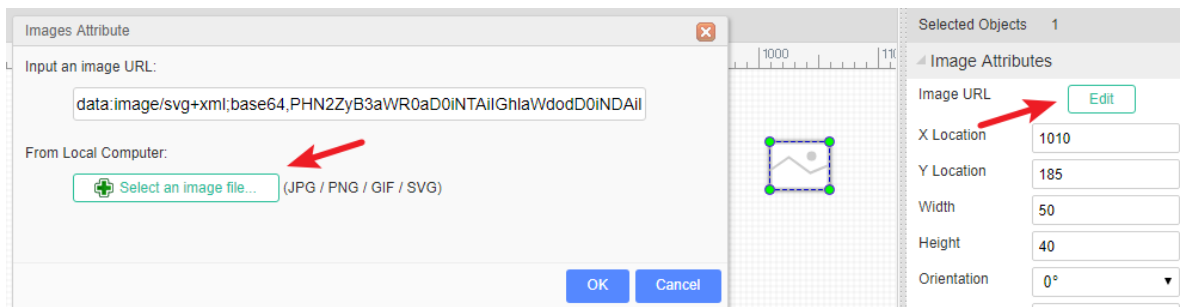 Images Attribute
Input an image URL:
data:image/svg+xml;base64,PHN2ZyB3aWR0aD0iNTAiIGhlaWdodD0iNDAiI
From Local Computer:
Select an image file... (JPG / PNG / GIF / SVG)
OK Cancel
1000
110
Selected Objects 1
Image Attributes
Image URL Edit
X Location 1010
Y Location 185
Width 50
Height 40
Orientation 0°